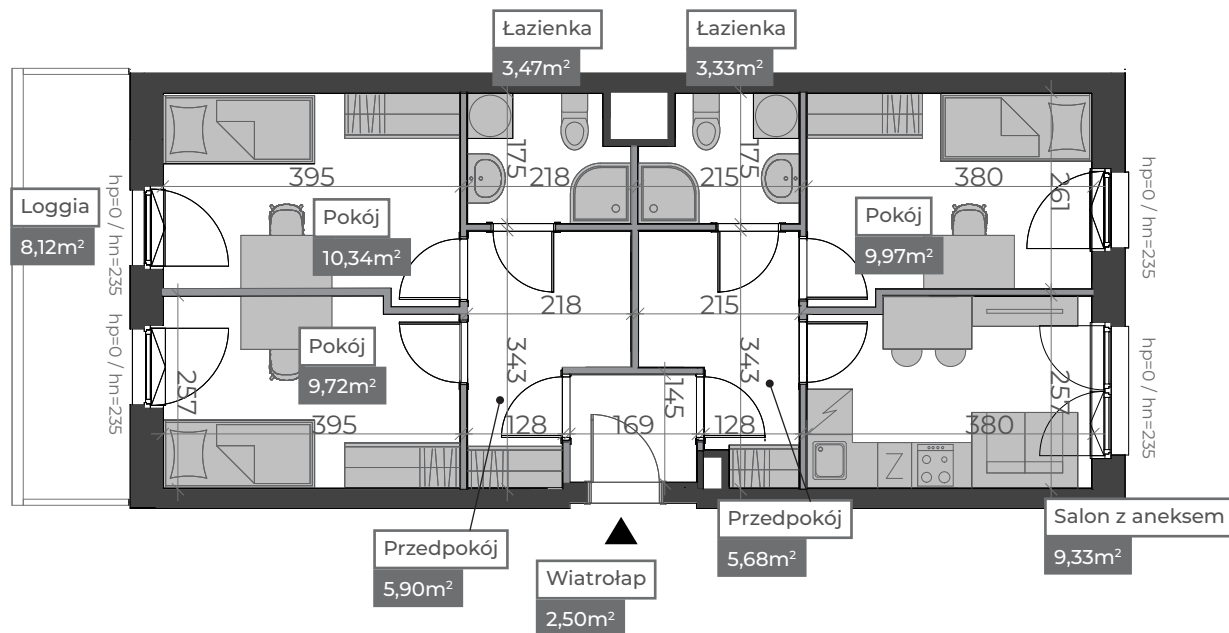 Łazienka
3,47m²
Łazienka
3,33m²
175
218
175
215
395
380
261
Loggia
8,12m²
hp=0 / hn=235
Pokój
10,34m²
Pokój
9,97m²
hp=0 / hn=235
218
215
hp=0 / hn=235
Pokój
9,72m²
257
395
343
128
145
169
343
128
Z
257
380
hp=0 / hn=235
Przedpokój
5,90m²
Wiatrołap
2,50m²
Przedpokój
5,68m²
Salon z aneksem
9,33m²